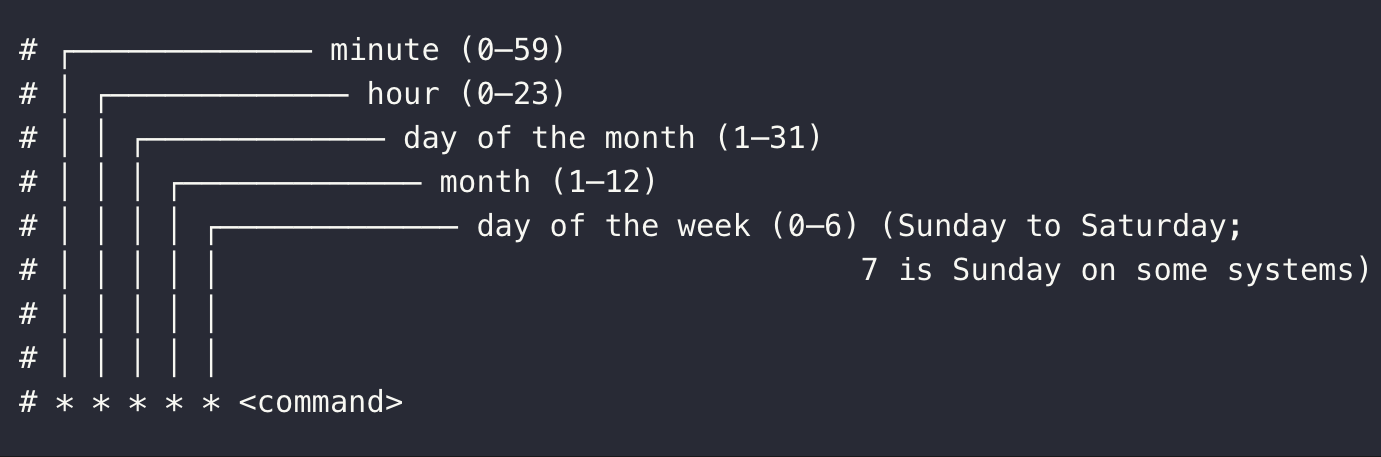 # ┌───────────── minute (0–59)
# │ ┌───────────── hour (0–23)
# │ │ ┌───────────── day of the month (1–31)
# │ │ │ ┌───────────── month (1–12)
# │ │ │ │ ┌───────────── day of the week (0–6) (Sunday to Saturday;
# │ │ │ │ │                                   7 is Sunday on some systems)
# │ │ │ │ │
# │ │ │ │ │
# * * * * * <command>